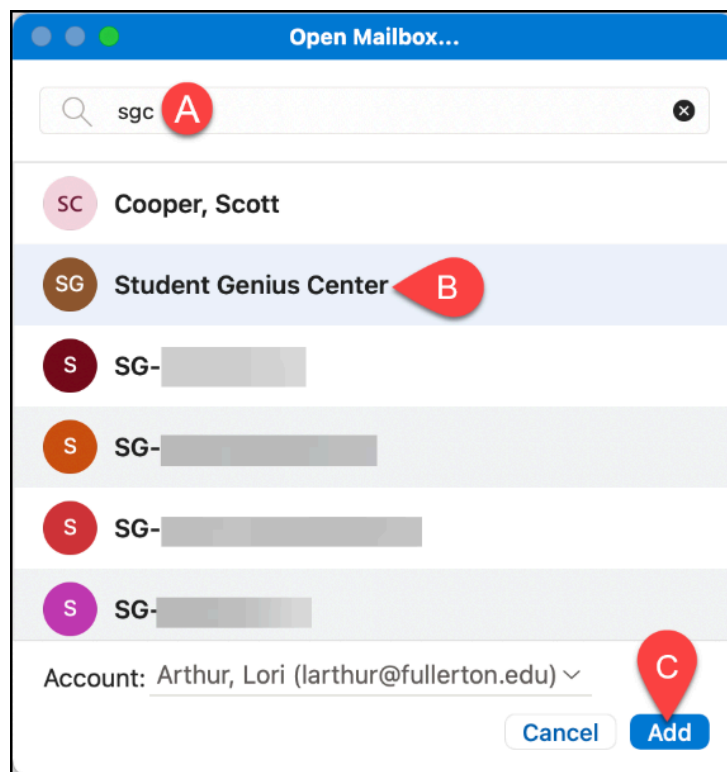 Open Mailbox...
sgc A
SC Cooper, Scott
SG Student Genius Center B
S SG-
S SG-
S SG-
S SG-
Account: Arthur, Lori (larthur@fullerton.edu)
C
Cancel Add